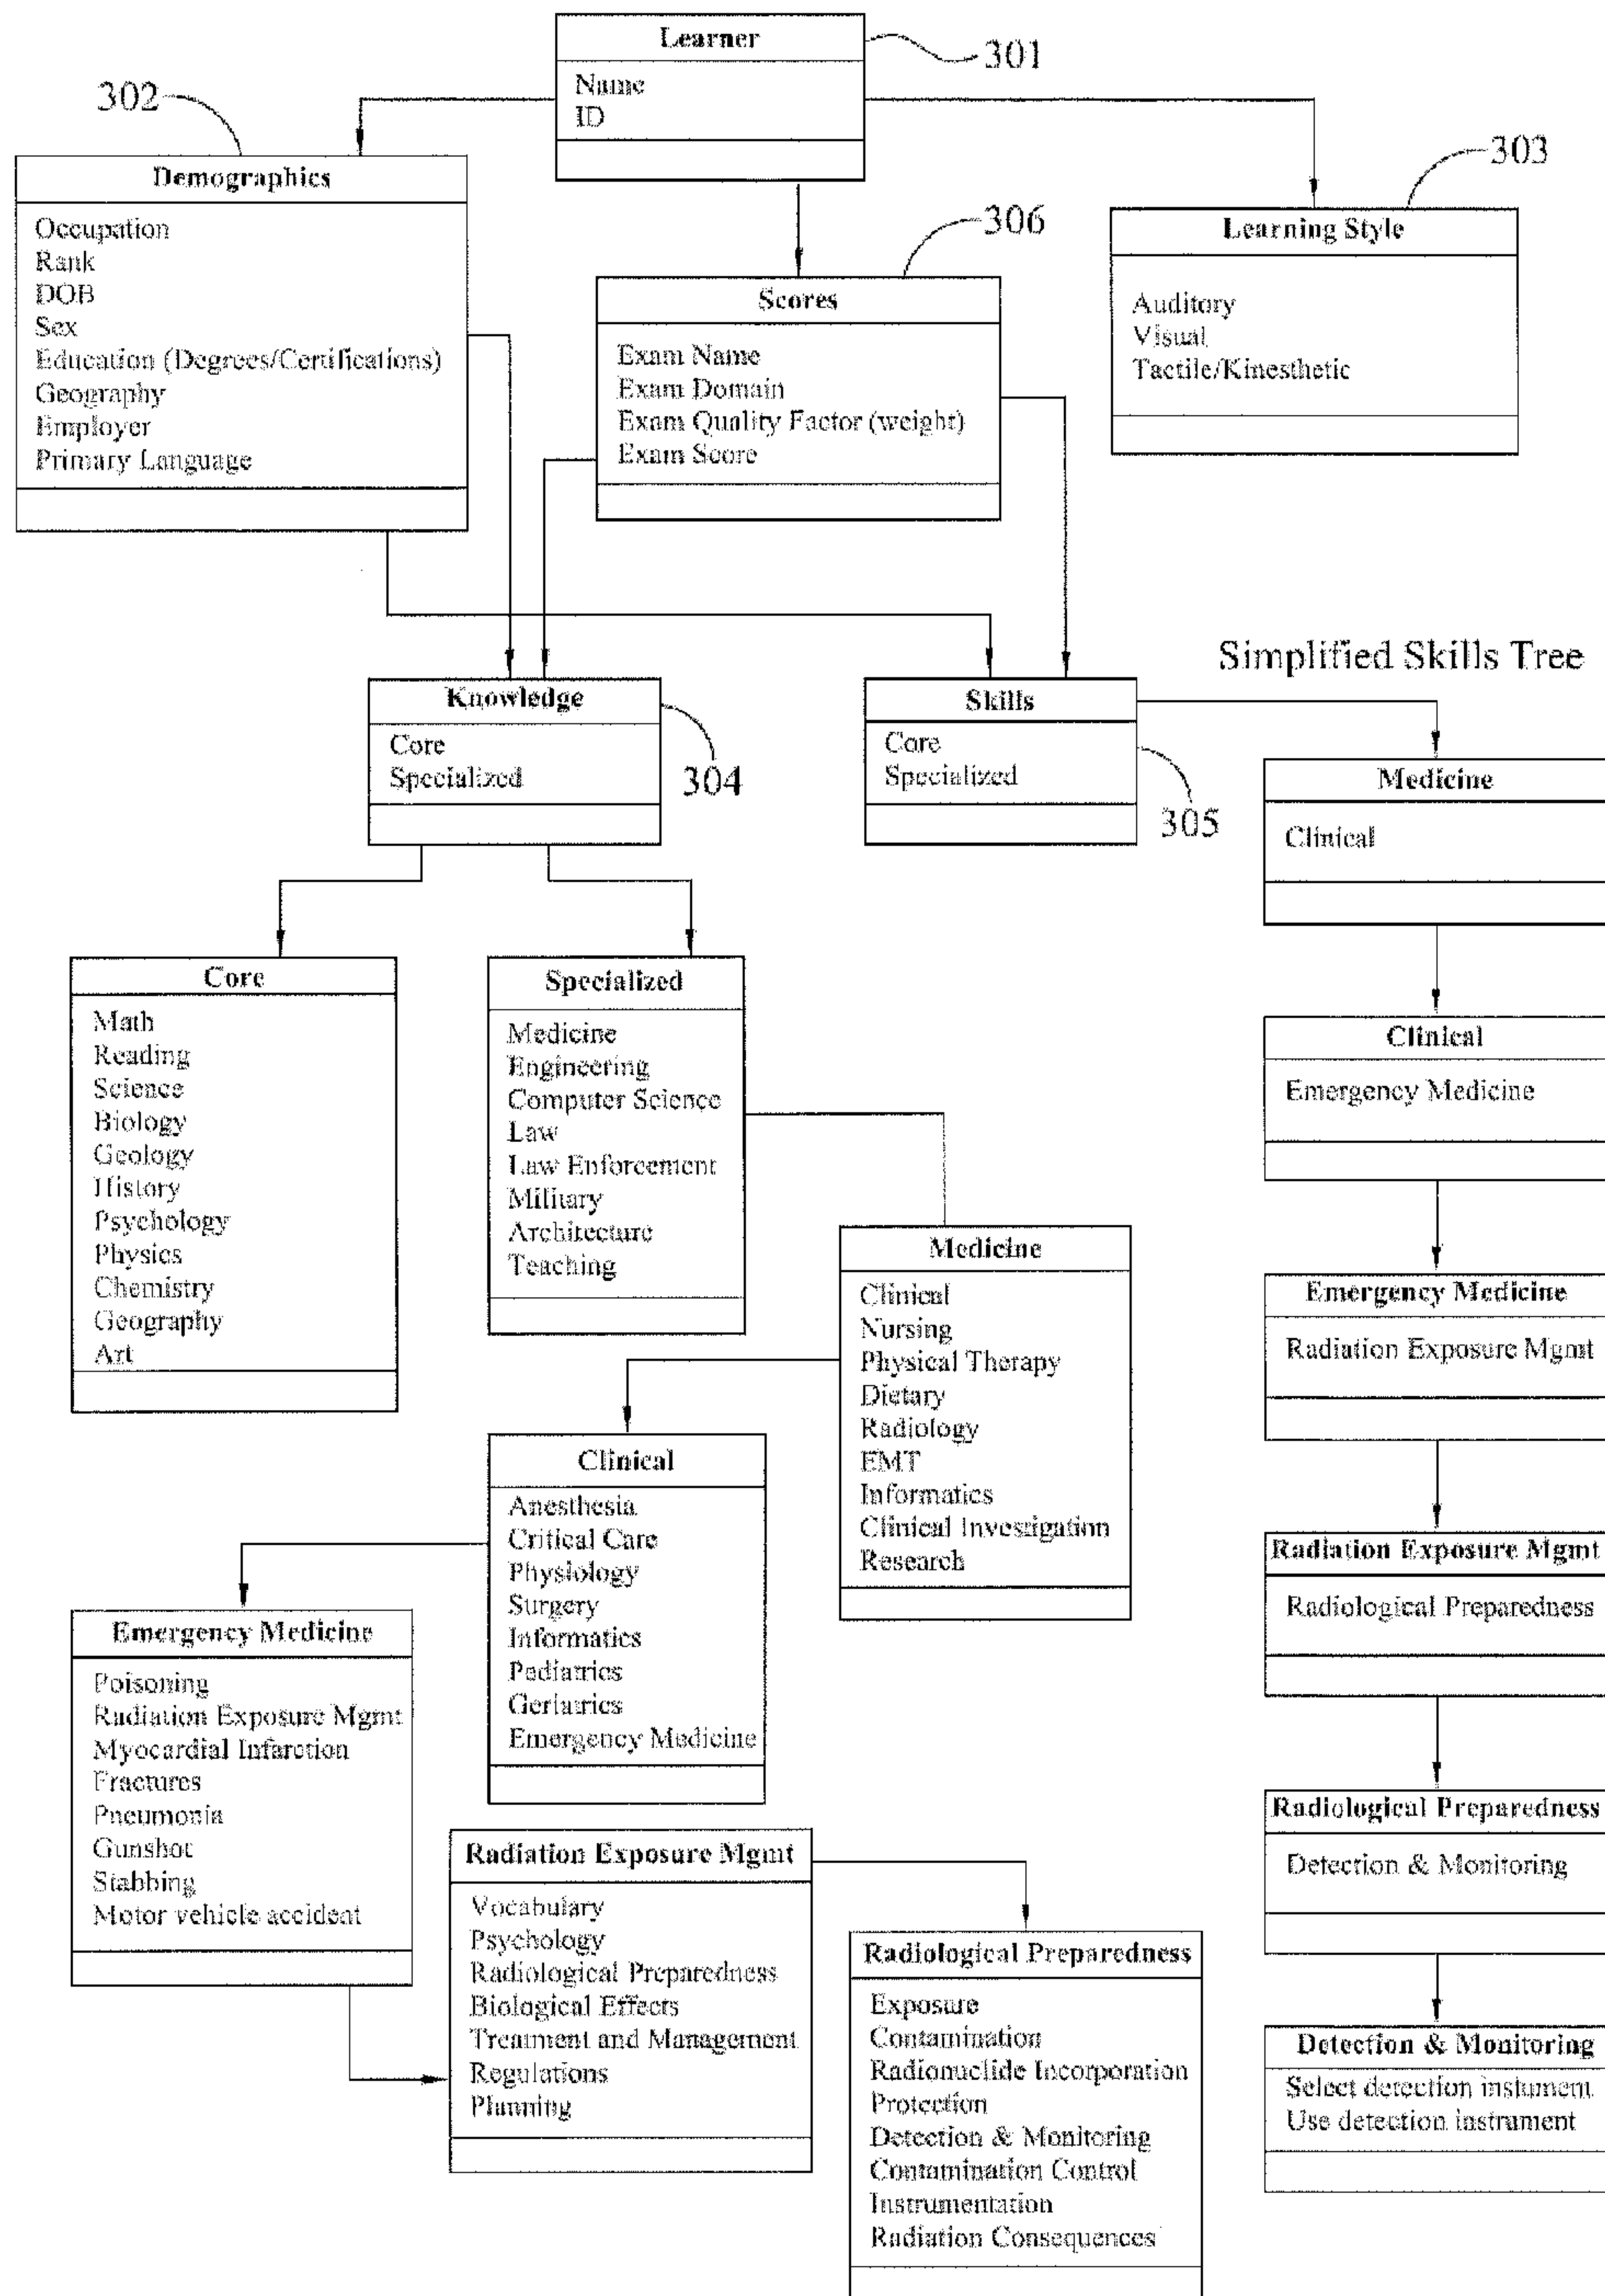 Learner
Name
ID
301
302
Demographics
Occupation
Rank
DOB
Sex
Education (Degrees/Certifications)
Geography
Employer
Primary Language
306
Scores
Exam Name
Exam Domain
Exam Quality Factor (weight)
Exam Score
303
Learning Style
Auditory
Visual
Tactile/Kinesthetic
Knowledge
Core
Specialized
304
Skills
Core
Specialized
305
Simplified Skills Tree
Medicine
Clinical
Clinical
Emergency Medicine
Emergency Medicine
Radiation Exposure Mgmt
Radiation Exposure Mgmt
Radiological Preparedness
Radiological Preparedness
Detection & Monitoring
Detection & Monitoring
Select detection instument
Use detection instrument
Core
Math
Reading
Science
Biology
Geology
History
Psychology
Physics
Chemistry
Geography
Art
Specialized
Medicine
Engineering
Computer Science
Law
Law Enforcement
Military
Architecture
Teaching
Medicine
Clinical
Nursing
Physical Therapy
Dietary
Radiology
EMT
Informatics
Clinical Investigation
Research
Clinical
Anesthesia
Critical Care
Physiology
Surgery
Informatics
Pediatrics
Geriatrics
Emergency Medicine
Emergency Medicine
Poisoning
Radiation Exposure Mgmt
Myocardial Infarction
Fractures
Pneumonia
Gunshot
Stabbing
Motor vehicle accident
Radiation Exposure Mgmt
Vocabulary
Psychology
Radiological Preparedness
Biological Effects
Treatment and Management
Regulations
Planning
Radiological Preparedness
Exposure
Contamination
Radionuclide Incorporation
Protection
Detection & Monitoring
Contamination Control
Instrumentation
Radiation Consequences